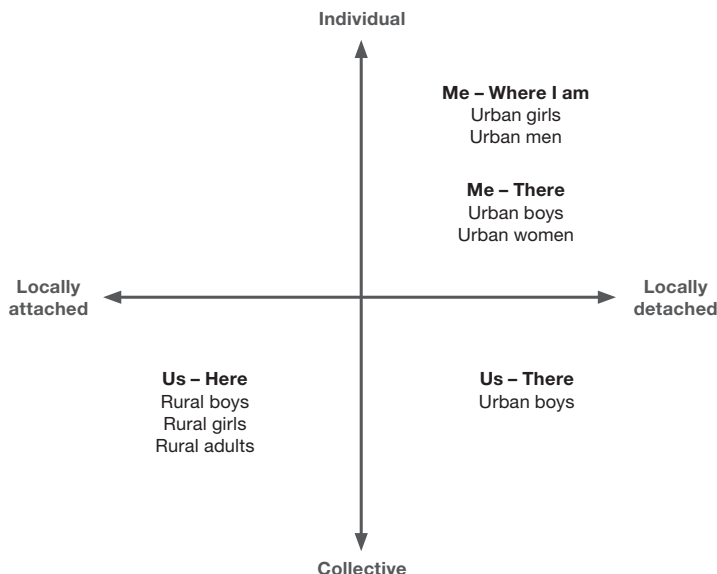 Individual
Me – Where I am
Urban girls
Urban men
Me – There
Urban boys
Urban women
Locally
attached
Locally
detached
Us – Here
Rural boys
Rural girls
Rural adults
Us – There
Urban boys
Collective